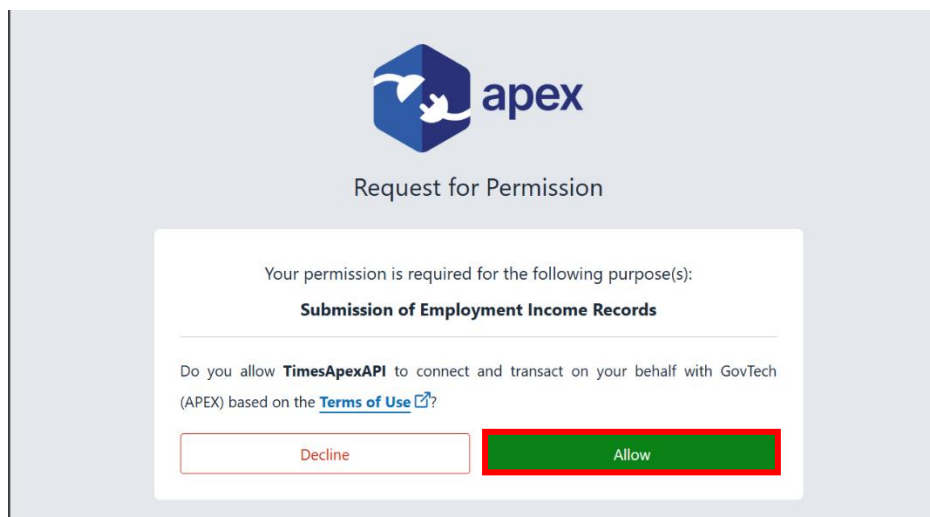 apex
Request for Permission
Your permission is required for the following purpose(s):
Submission of Employment Income Records
Do you allow TimesApexAPI to connect and transact on your behalf with GovTech
(APEX) based on the Terms of Use?
Decline
Allow